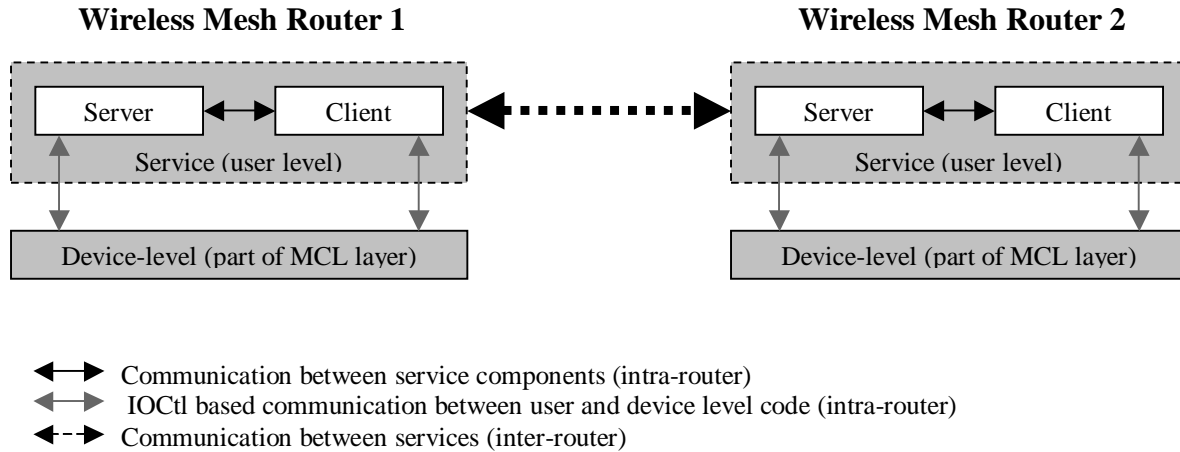 Wireless Mesh Router 1
Wireless Mesh Router 2
Server
Client
Service (user level)
Device-level (part of MCL layer)
Server
Client
Service (user level)
Device-level (part of MCL layer)
Communication between service components (intra-router)
IOCtl based communication between user and device level code (intra-router)
Communication between services (inter-router)